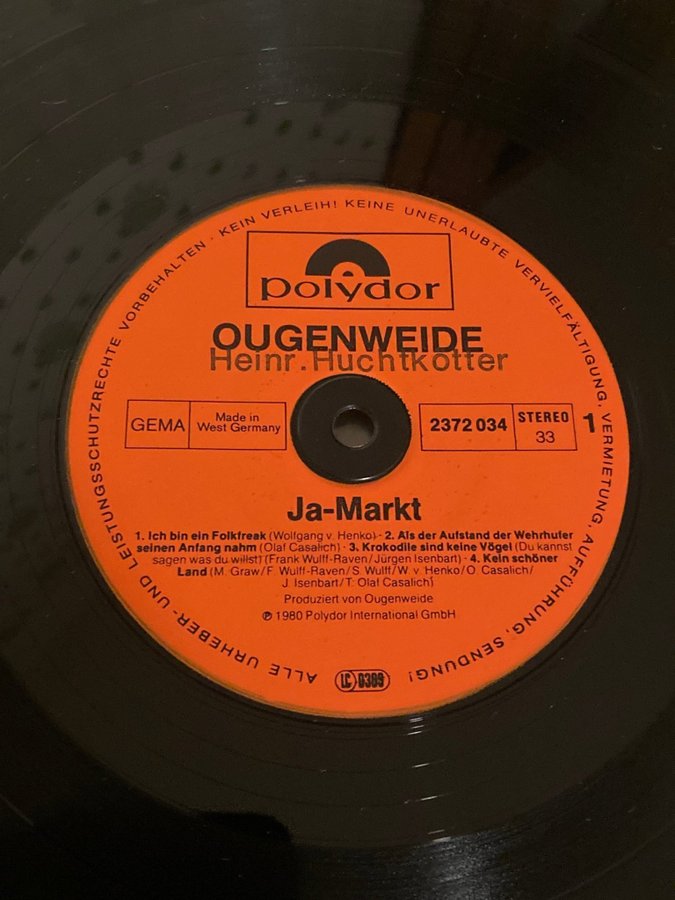 ALLE URHEBER- UND LEISTUNGSSCHUTZRECHTE VORBEHALTEN · KEIN VERLEIH! KEINE UNERLAUBTE VERVIELFÄLTIGUNG, VERMIETUNG, AUFFÜHRUNG, SENDUNG!
polydor
OUGENWEIDE
Heinr. Huchtkötter
GEMA
Made in
West Germany
2372 034
STEREO
33
1
Ja-Markt
1. Ich bin ein Folkfreak (Wolfgang v. Henko) · 2. Als der Aufstand der Wehrhufer
seinen Anfang nahm (Olaf Casalich) · 3. Krokodile sind keine Vögel (Du kannst
sagen was du willst) (Frank Wulff-Raven/Jürgen Isenbart) · 4. Kein schöner
Land (M. Graw/F. Wulff-Raven/S. Wulff/W. v. Henko/O. Casalich/
J. Isenbart/T: Olaf Casalich)
Produziert von Ougenweide
℗ 1980 Polydor International GmbH
LC 0309